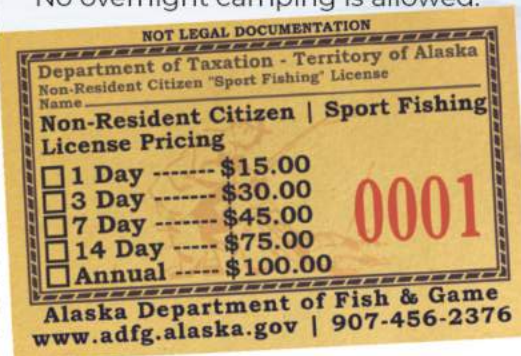 No overnight camping is allowed.
NOT LEGAL DOCUMENTATION
Department of Taxation - Territory of Alaska
Non-Resident Citizen "Sport Fishing" License
Name
Non-Resident Citizen | Sport Fishing
License Pricing
1 Day ------- $15.00
3 Day -------- $30.00
7 Day ------- $45.00
14 Day ----- $75.00
Annual ----- $100.00
0001
Alaska Department of Fish & Game
www.adfg.alaska.gov | 907-456-2376